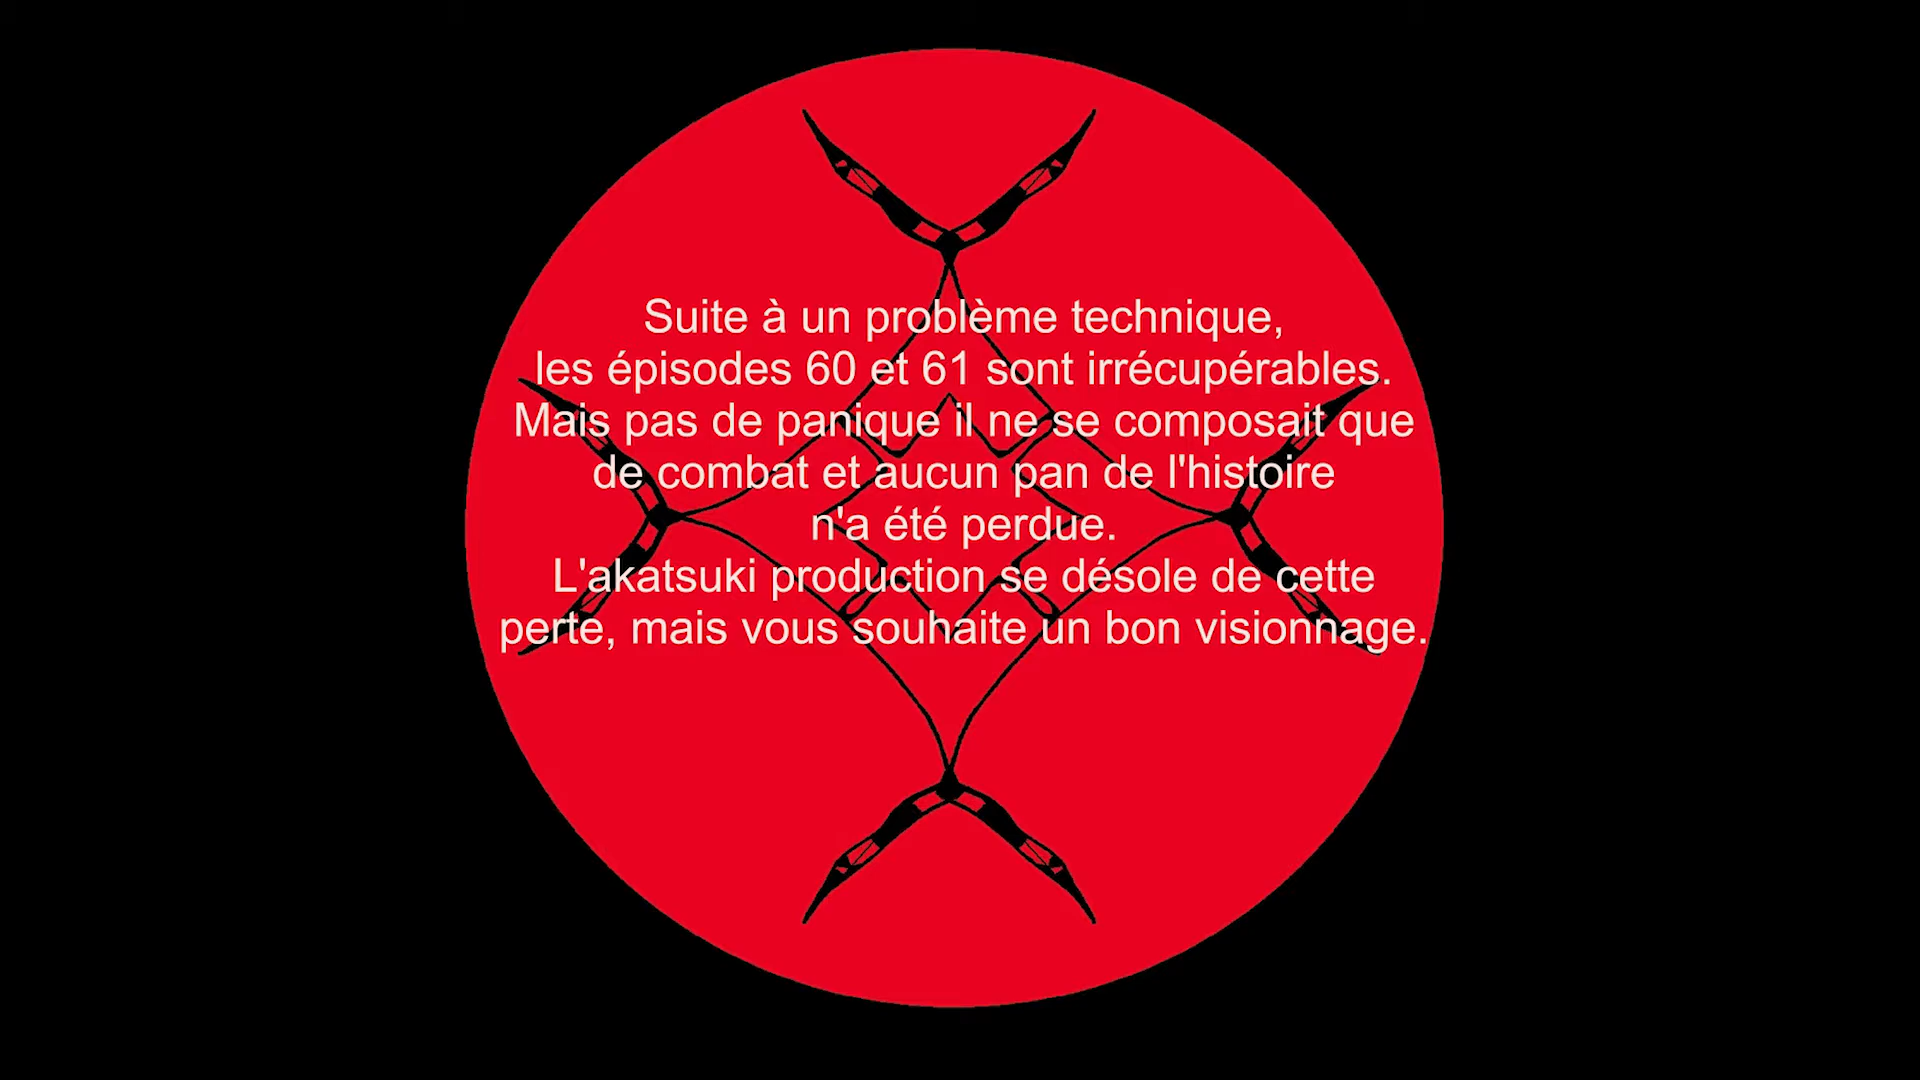 Suite à un problème technique,
les épisodes 60 et 61 sont irrécupérables.
Mais pas de panique il ne se composait que
de combat et aucun pan de l'histoire
n'a été perdue.
L'akatsuki production se désole de cette
perte, mais vous souhaite un bon visionnage.